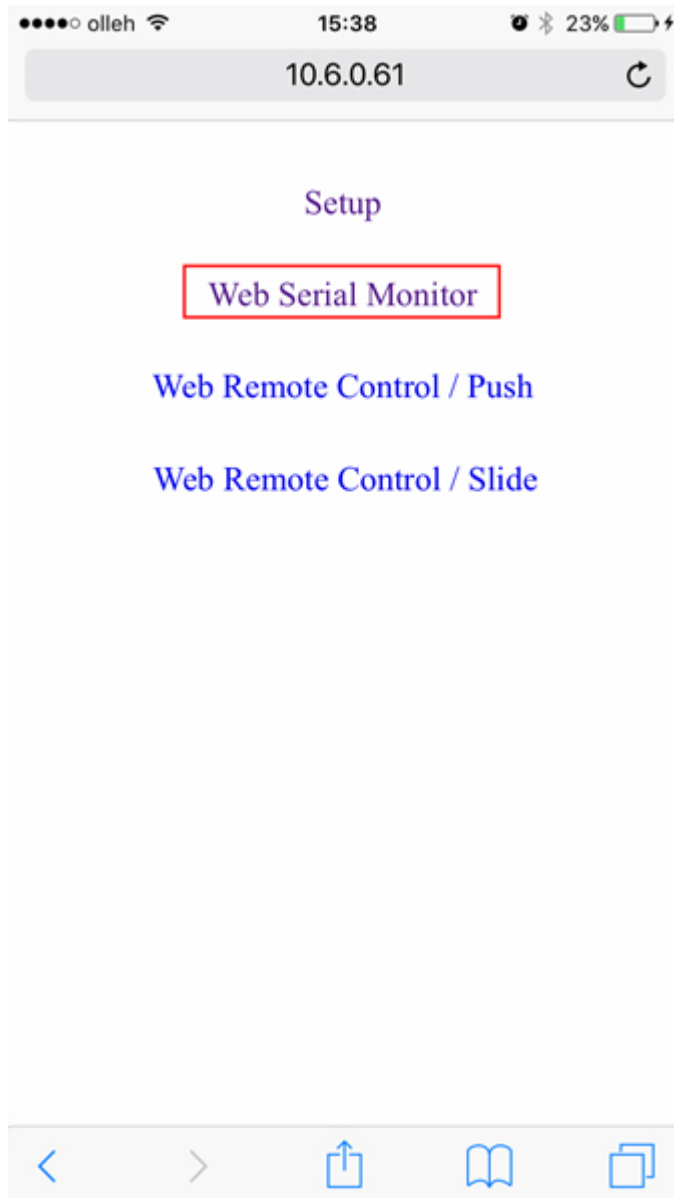 olleh 15:38 23%
10.6.0.61
Setup
Web Serial Monitor
Web Remote Control / Push
Web Remote Control / Slide